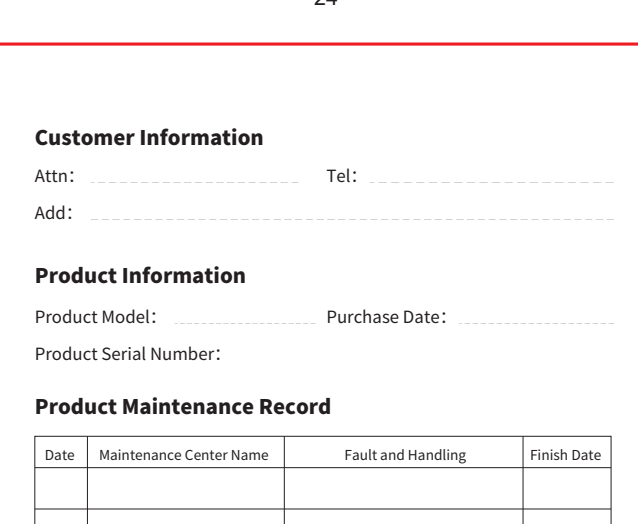 24
Customer Information
Attn： Tel：
Add：
Product Information
Product Model： Purchase Date：
Product Serial Number：
Product Maintenance Record
Date Maintenance Center Name Fault and Handling Finish Date